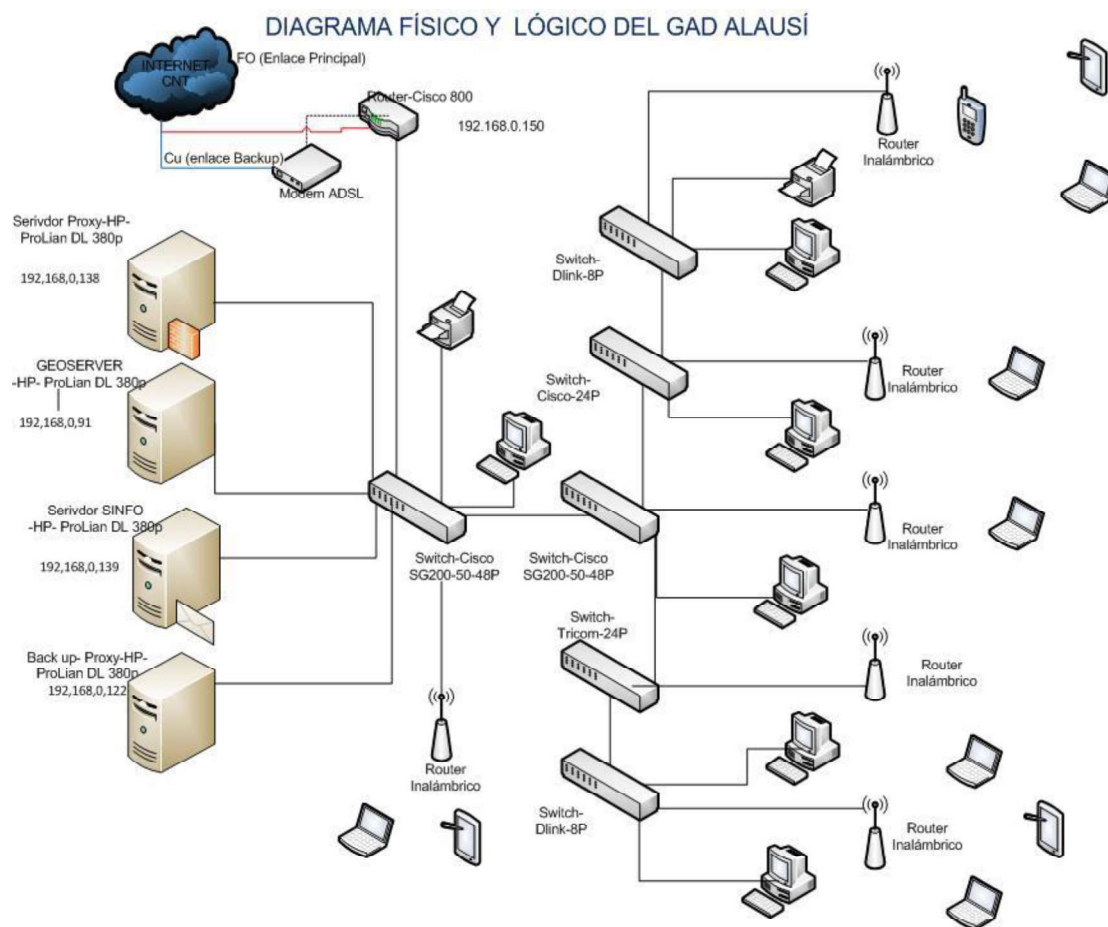 DIAGRAMA FÍSICO Y LÓGICO DEL GAD ALAUSÍ
INTERNET
CNT
FO (Enlace Principal)
Router-Cisco 800
192.168.0.150
Cu (enlace Backup)
Modem ADSL
Router
Inalámbrico
Serivdor Proxy-HP-
ProLian DL 380p
192,168,0,138
Switch-
Dlink-8P
GEOSERVER
-HP- ProLian DL 380p
192,168,0,91
Switch-
Cisco-24P
Router
Inalámbrico
Serivdor SINFO
-HP- ProLian DL 380p
192,168,0,139
Switch-Cisco
SG200-50-48P
Switch-Cisco
SG200-50-48P
Router
Inalámbrico
Switch-
Tricom-24P
Back up- Proxy-HP-
ProLian DL 380p
192,168,0,122
Router
Inalámbrico
Router
Inalámbrico
Switch-
Dlink-8P
Router
Inalámbrico